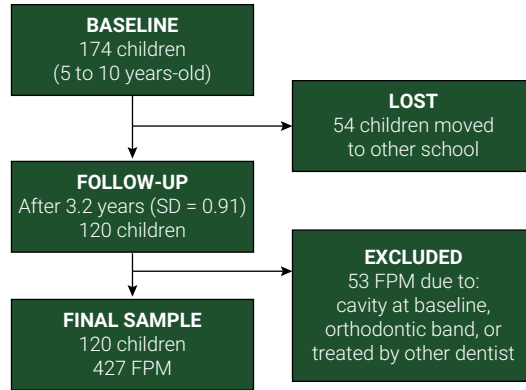 BASELINE
174 children
(5 to 10 years-old)
LOST
54 children moved
to other school
FOLLOW-UP
After 3.2 years (SD = 0.91)
120 children
EXCLUDED
53 FPM due to:
cavity at baseline,
orthodontic band, or
treated by other dentist
FINAL SAMPLE
120 children
427 FPM